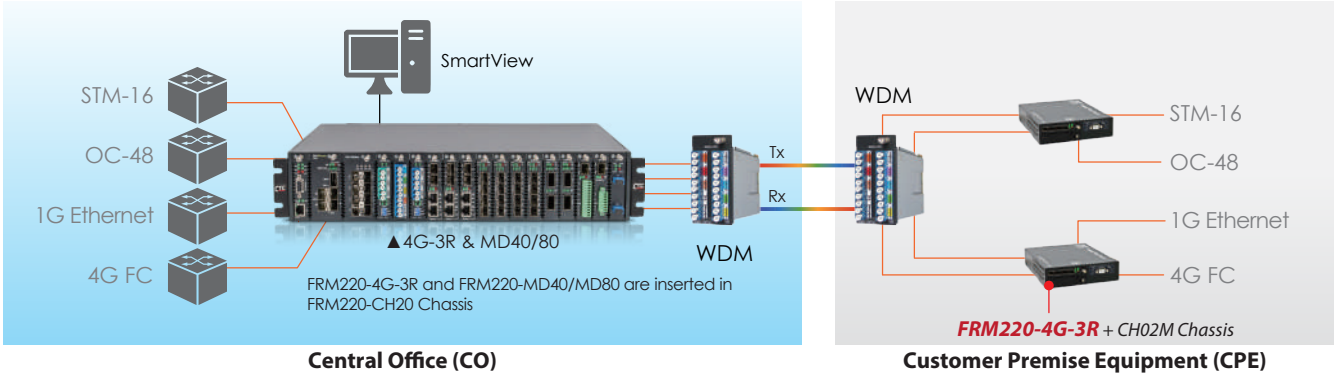 SmartView
STM-16
OC-48
1G Ethernet
4G FC
▲4G-3R & MD40/80
FRM220-4G-3R and FRM220-MD40/MD80 are inserted in
FRM220-CH20 Chassis
WDM
Tx
Rx
WDM
STM-16
OC-48
1G Ethernet
4G FC
FRM220-4G-3R + CH02M Chassis
Central Office (CO)
Customer Premise Equipment (CPE)